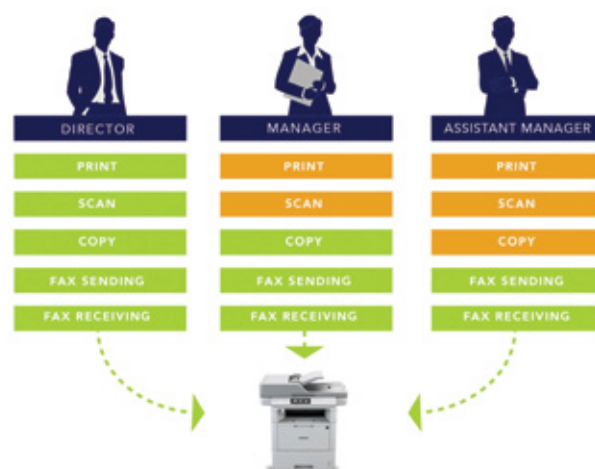 DIRECTOR
PRINT
SCAN
COPY
FAX SENDING
FAX RECEIVING
MANAGER
PRINT
SCAN
COPY
FAX SENDING
FAX RECEIVING
ASSISTANT MANAGER
PRINT
SCAN
COPY
FAX SENDING
FAX RECEIVING